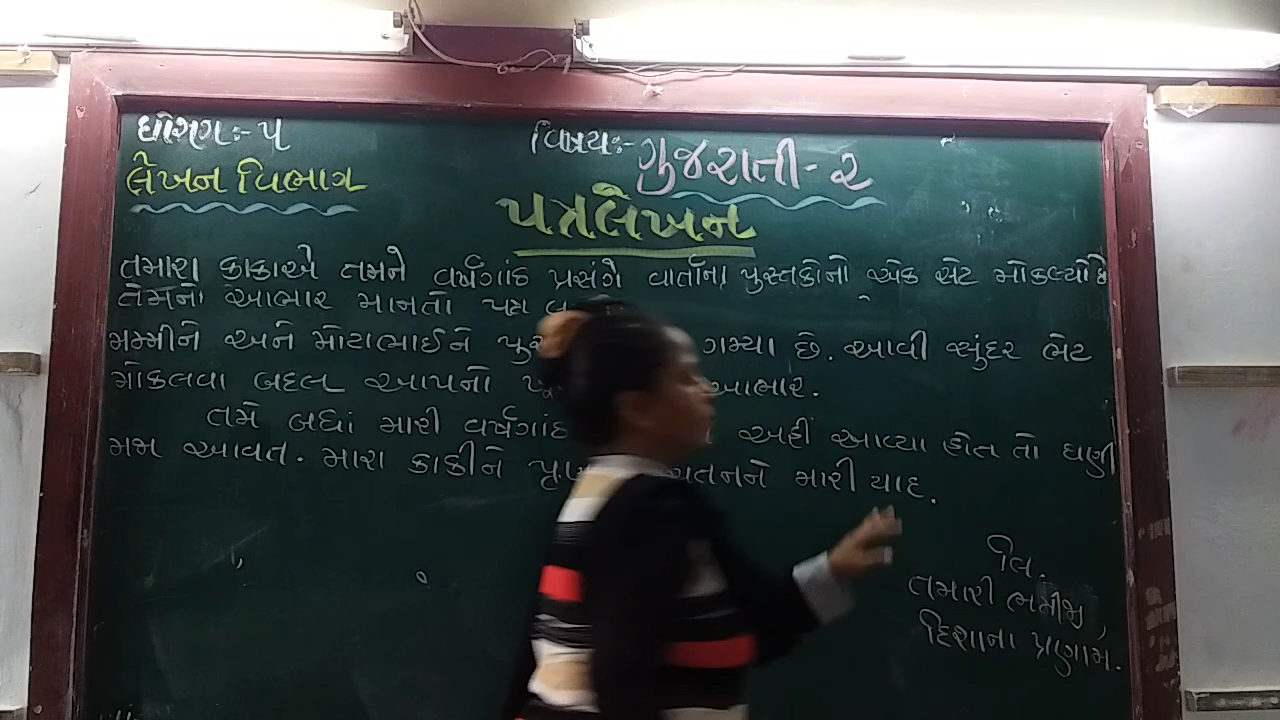 ધોરણ:- ૫
વિષય:- ગુજરાતી - ૨
લેખન વિભાગ
પત્રલેખન
તમારા કાકાએ તમને વર્ષગાંઠ પ્રસંગે વાર્તાના પુસ્તકોનો એક સેટ મોકલ્યો છે
તેમનો આભાર માનતો પત્ર
મમ્મીને અને મોટાભાઈને ગમ્યા છે. આવી સુંદર ભેટ
મોકલવા બદલ આપનો આભાર.
તમે બધાં મારી વર્ષગાંઠ અહીં આવ્યા હોત તો ઘણી
મઝા આવત. મારા કાકીને મારી યાદ.
લિ.
તમારી ભત્રીજી,
દિશાના પ્રણામ.